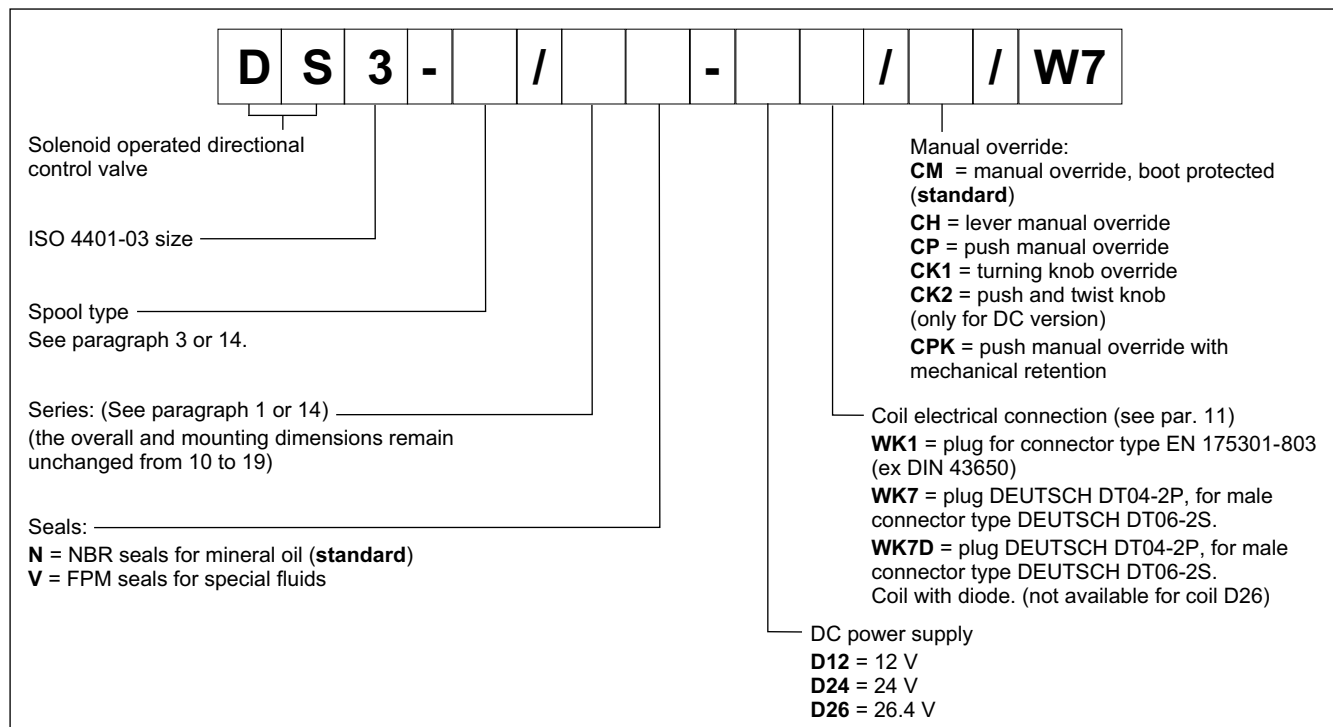 D S 3 - / - / / W7
Solenoid operated directional
control valve
ISO 4401-03 size
Spool type
See paragraph 3 or 14.
Series: (See paragraph 1 or 14)
(the overall and mounting dimensions remain
unchanged from 10 to 19)
Seals:
N = NBR seals for mineral oil (standard)
V = FPM seals for special fluids
Manual override:
CM = manual override, boot protected
(standard)
CH = lever manual override
CP = push manual override
CK1 = turning knob override
CK2 = push and twist knob
(only for DC version)
CPK = push manual override with
mechanical retention
Coil electrical connection (see par. 11)
WK1 = plug for connector type EN 175301-803
(ex DIN 43650)
WK7 = plug DEUTSCH DT04-2P, for male
connector type DEUTSCH DT06-2S.
WK7D = plug DEUTSCH DT04-2P, for male
connector type DEUTSCH DT06-2S.
Coil with diode. (not available for coil D26)
DC power supply
D12 = 12 V
D24 = 24 V
D26 = 26.4 V